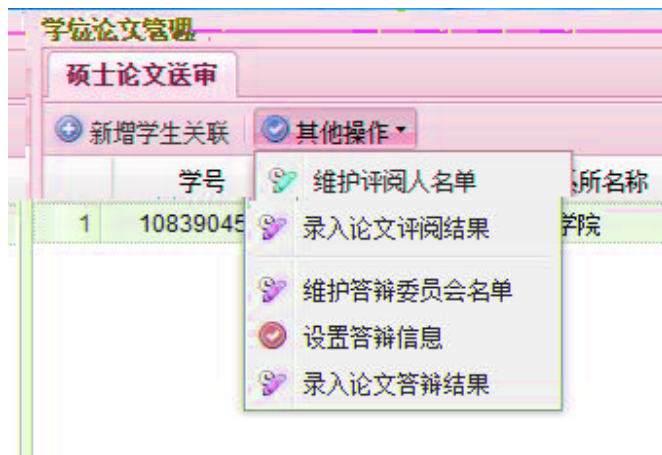 学位论文管理
硕士论文送审
新增学生关联 其他操作
学号 所名称
维护评阅人名单
1 10839045 学院
录入论文评阅结果
维护答辩委员会名单
设置答辩信息
录入论文答辩结果